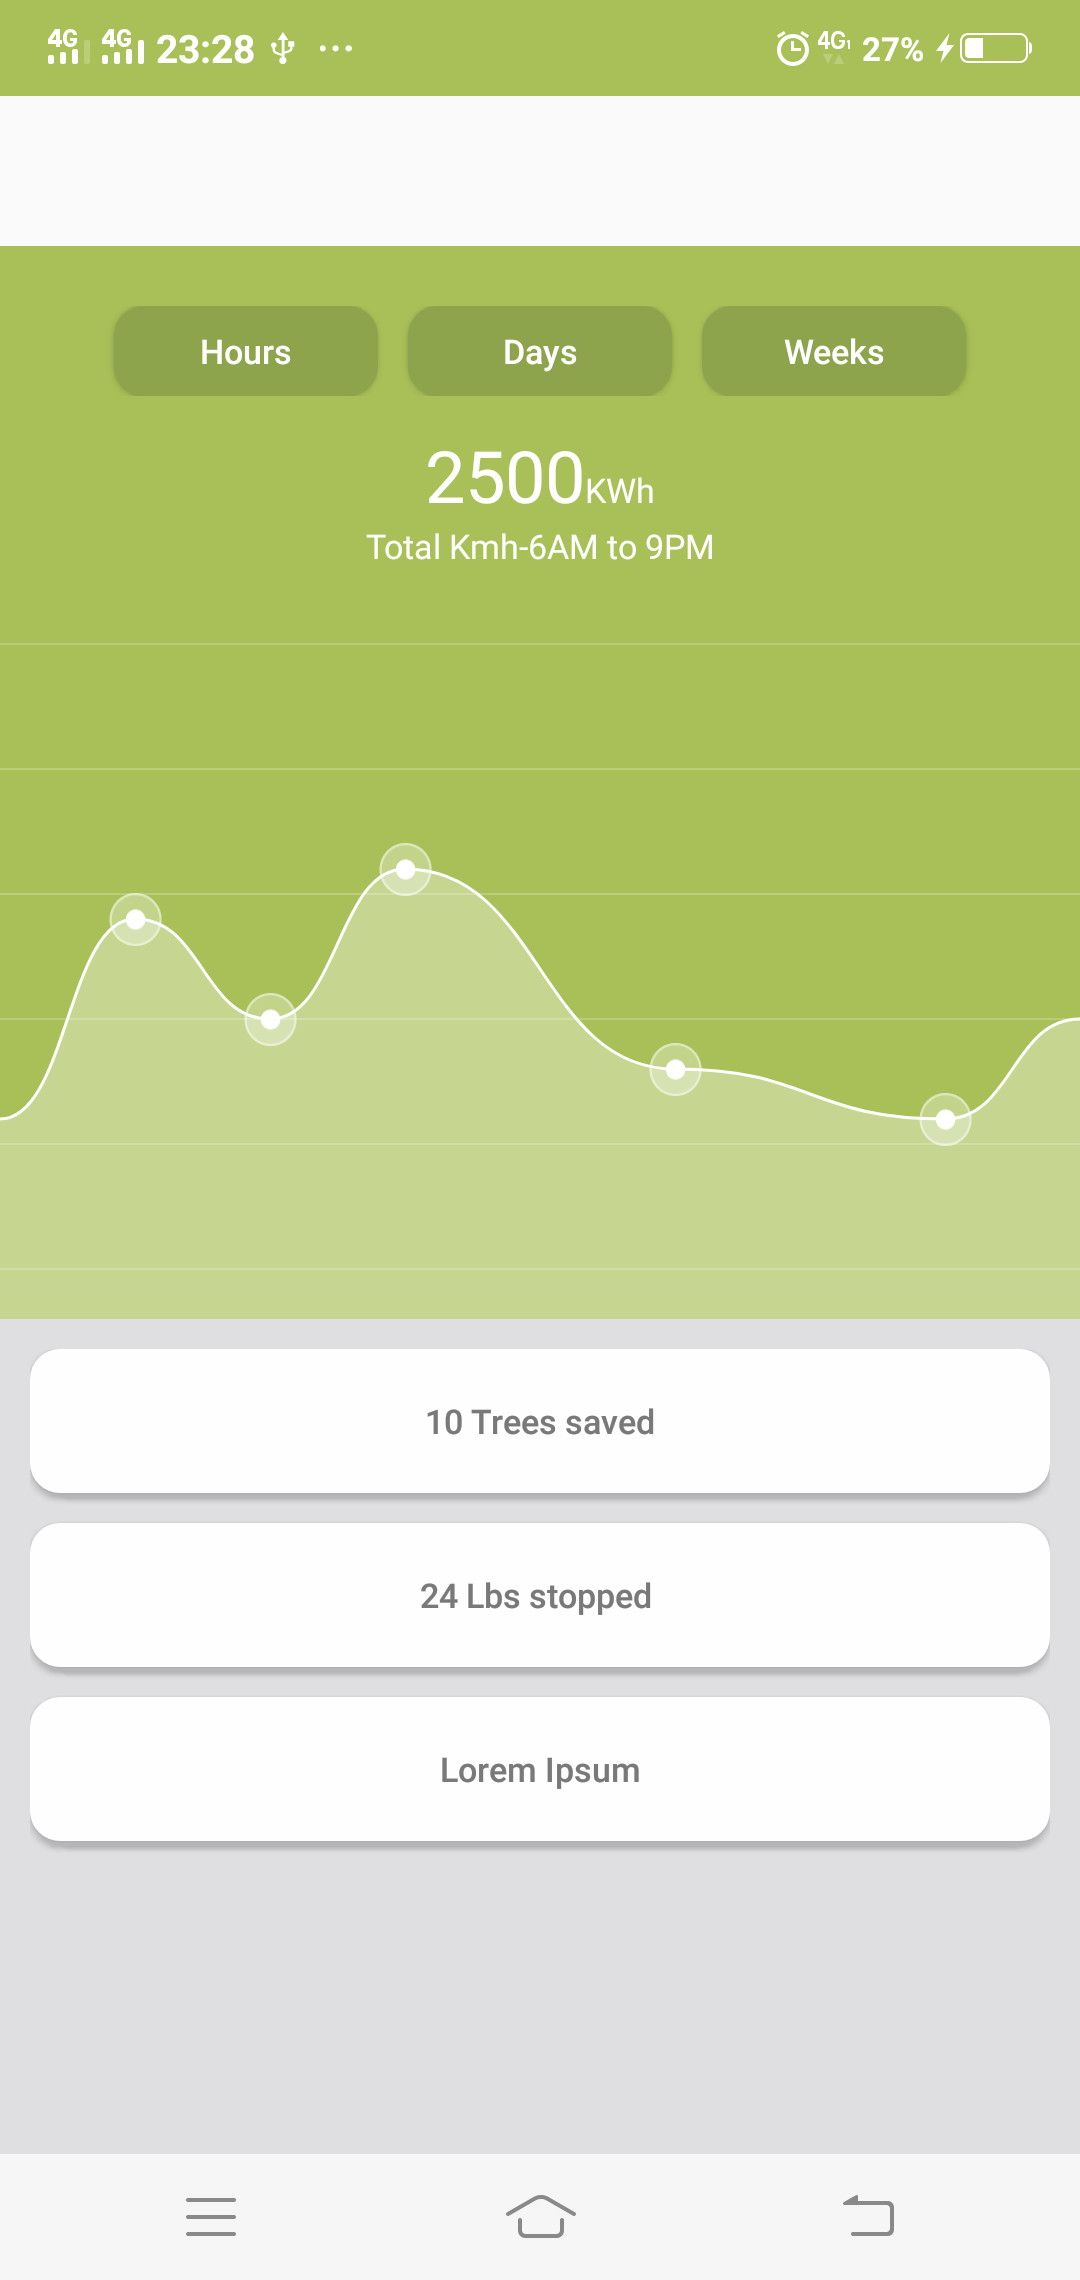 4G 4G 23:28 4G1 27%
Hours Days Weeks
2500KWh
Total Kmh-6AM to 9PM
10 Trees saved
24 Lbs stopped
Lorem Ipsum